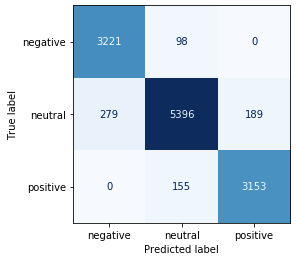 negative 3221 98 0
True label
neutral 279 5396 189
positive 0 155 3153
negative neutral positive
Predicted label